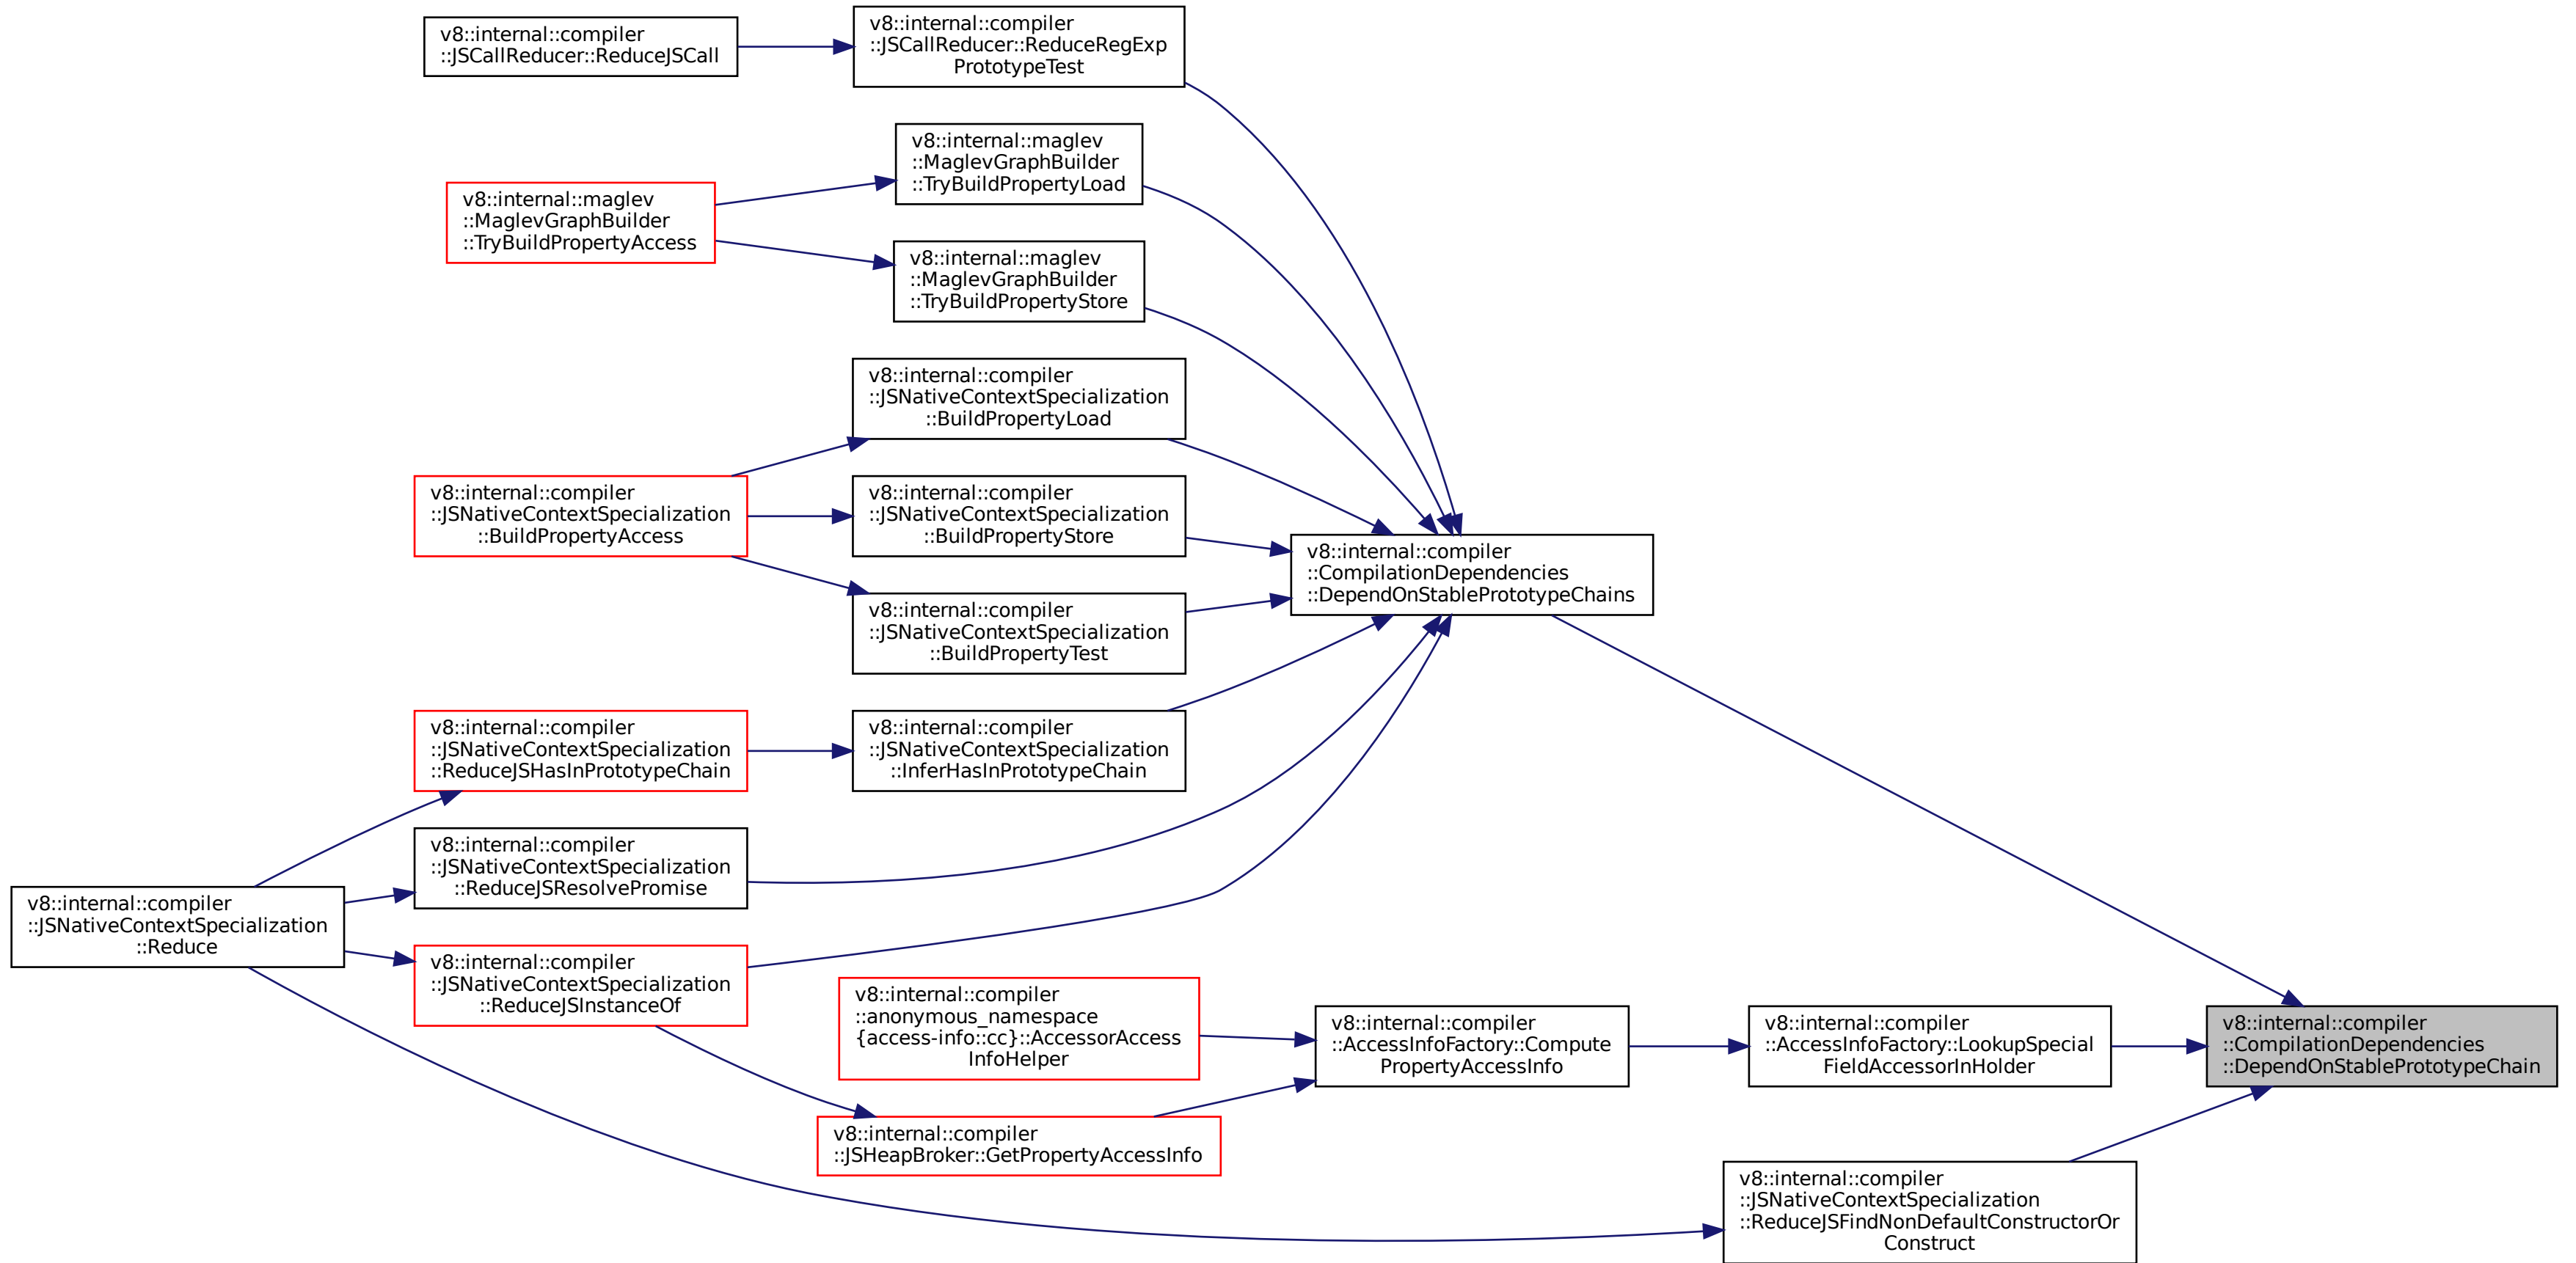 v8::internal::compiler
::JSCallReducer::ReduceJSCall
v8::internal::compiler
::JSCallReducer::ReduceRegExp
PrototypeTest
v8::internal::maglev
::MaglevGraphBuilder
::TryBuildPropertyAccess
v8::internal::maglev
::MaglevGraphBuilder
::TryBuildPropertyLoad
v8::internal::maglev
::MaglevGraphBuilder
::TryBuildPropertyStore
v8::internal::compiler
::JSNativeContextSpecialization
::BuildPropertyLoad
v8::internal::compiler
::JSNativeContextSpecialization
::BuildPropertyAccess
v8::internal::compiler
::JSNativeContextSpecialization
::BuildPropertyStore
v8::internal::compiler
::JSNativeContextSpecialization
::BuildPropertyTest
v8::internal::compiler
::CompilationDependencies
::DependOnStablePrototypeChains
v8::internal::compiler
::JSNativeContextSpecialization
::ReduceJSHasInPrototypeChain
v8::internal::compiler
::JSNativeContextSpecialization
::InferHasInPrototypeChain
v8::internal::compiler
::JSNativeContextSpecialization
::ReduceJSResolvePromise
v8::internal::compiler
::JSNativeContextSpecialization
::Reduce
v8::internal::compiler
::JSNativeContextSpecialization
::ReduceJSInstanceOf
v8::internal::compiler
::anonymous_namespace
{access-info::cc}::AccessorAccess
InfoHelper
v8::internal::compiler
::AccessInfoFactory::Compute
PropertyAccessInfo
v8::internal::compiler
::AccessInfoFactory::LookupSpecial
FieldAccessorInHolder
v8::internal::compiler
::CompilationDependencies
::DependOnStablePrototypeChain
v8::internal::compiler
::JSHeapBroker::GetPropertyAccessInfo
v8::internal::compiler
::JSNativeContextSpecialization
::ReduceJSFindNonDefaultConstructorOr
Construct